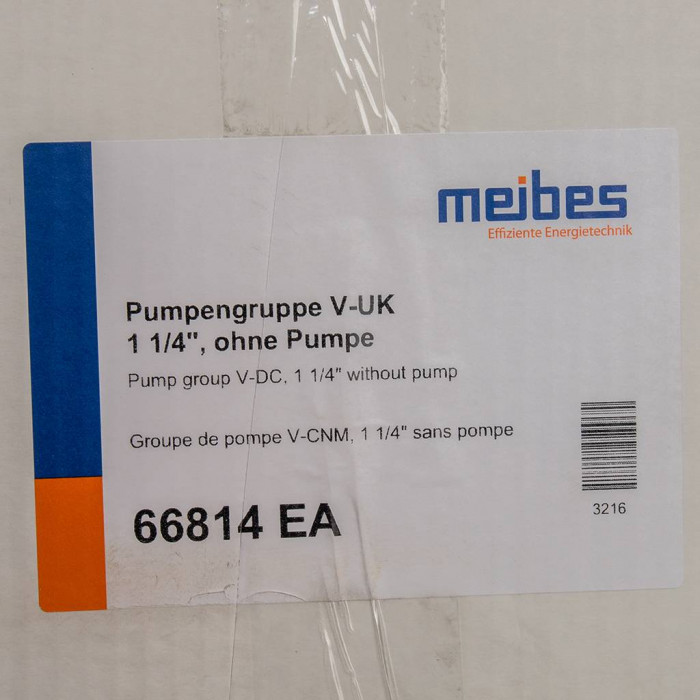 meibes
Effiziente Energietechnik
Pumpengruppe V-UK
1 1/4", ohne Pumpe
Pump group V-DC, 1 1/4" without pump
Groupe de pompe V-CNM, 1 1/4" sans pompe
66814 EA
3216